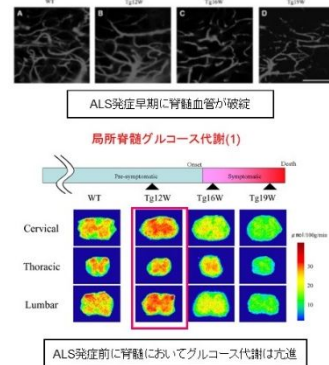 WT Tg12W Tg16W Tg19W
A B C D
ALS発症早期に脊髄血管が破綻
局所脊髄グルコース代謝(1)
Onset Death
Pre-symptomatic Symptomatic
WT Tg12W Tg16W Tg19W
Cervical
Thoracic
Lumbar
30
20
10
ALS発症前に脊髄においてグルコース代謝は亢進